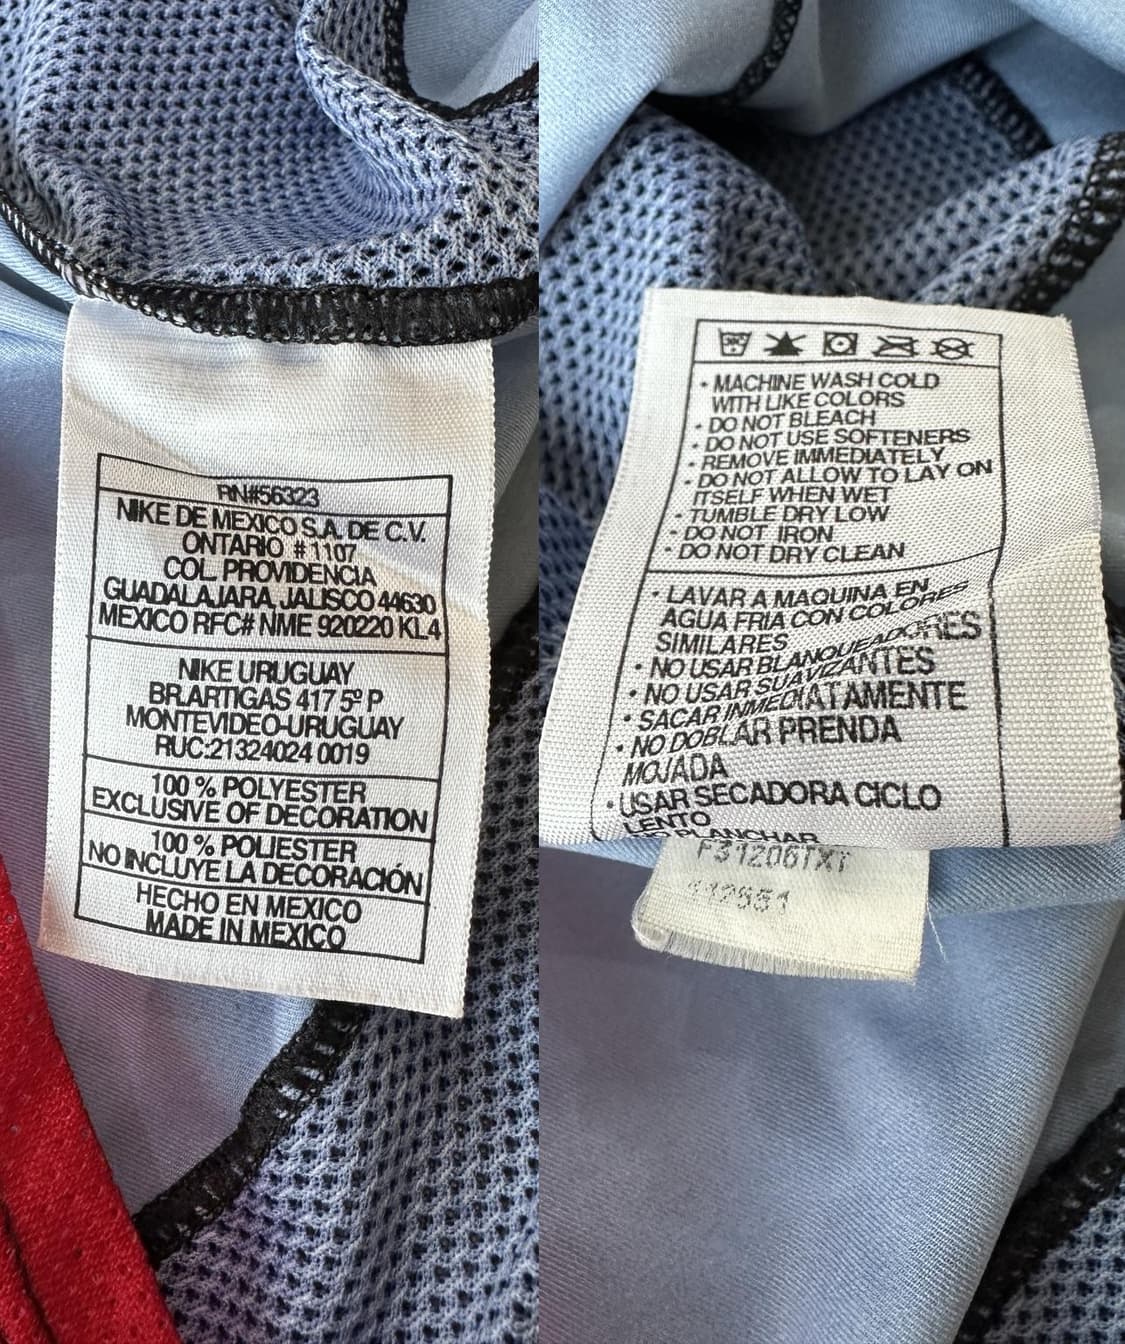 RN#56323
NIKE DE MEXICO S.A. DE C.V.
ONTARIO #1107
COL. PROVIDENCIA
GUADALAJARA, JALISCO 44630
MEXICO RFC# NME 920220 KL4
NIKE URUGUAY
BR.ARTIGAS 417 5º P
MONTEVIDEO-URUGUAY
RUC:21324024 0019
100 % POLYESTER
EXCLUSIVE OF DECORATION
100 % POLIESTER
NO INCLUYE LA DECORACIÓN
HECHO EN MEXICO
MADE IN MEXICO
• MACHINE WASH COLD
WITH LIKE COLORS
• DO NOT BLEACH
• DO NOT USE SOFTENERS
• REMOVE IMMEDIATELY
• DO NOT ALLOW TO LAY ON
ITSELF WHEN WET
• TUMBLE DRY LOW
• DO NOT IRON
• DO NOT DRY CLEAN
• LAVAR A MAQUINA EN
AGUA FRIA CON COLORES
SIMILARES
• NO USAR BLANQUEADORES
• NO USAR SUAVIZANTES
• SACAR INMEDIATAMENTE
• NO DOBLAR PRENDA
MOJADA
• USAR SECADORA CICLO
LENTO
NO PLANCHAR
F31206TXT